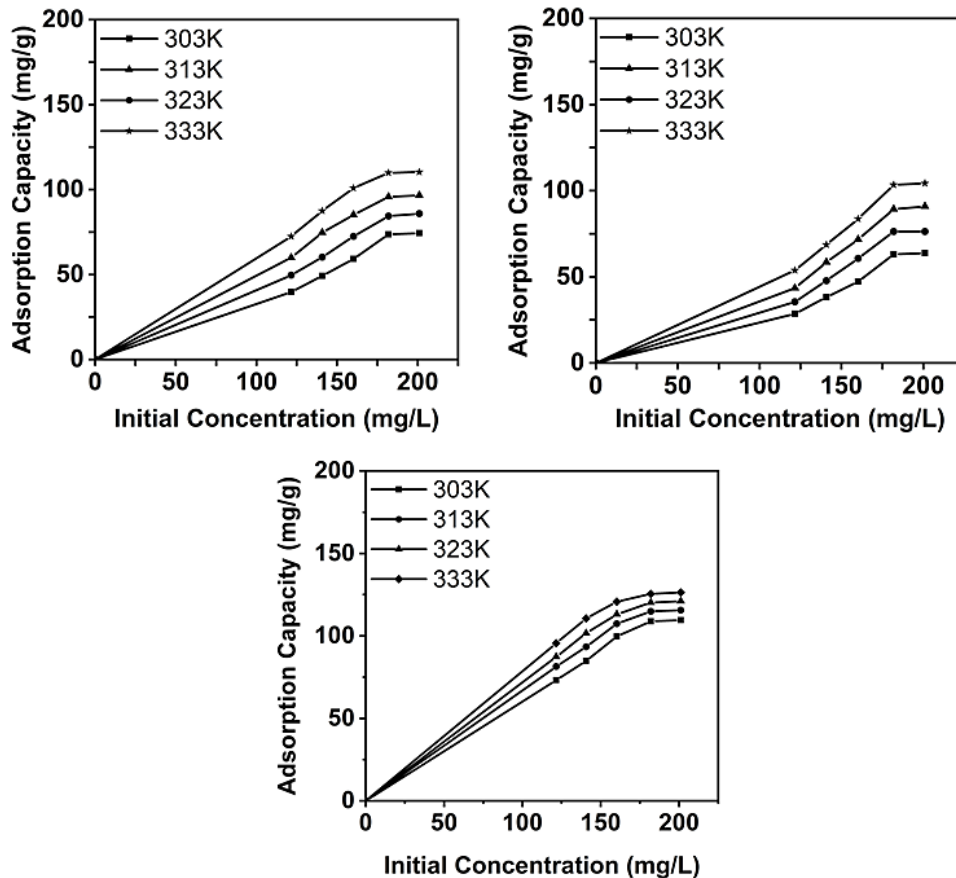 Adsorption Capacity (mg/g)
200
150
100
50
0
303K
313K
323K
333K
0 50 100 150 200
Initial Concentration (mg/L)
Adsorption Capacity (mg/g)
200
150
100
50
0
303K
313K
323K
333K
0 50 100 150 200
Initial Concentration (mg/L)
Adsorption Capacity (mg/g)
200
150
100
50
0
303K
313K
323K
333K
0 50 100 150 200
Initial Concentration (mg/L)